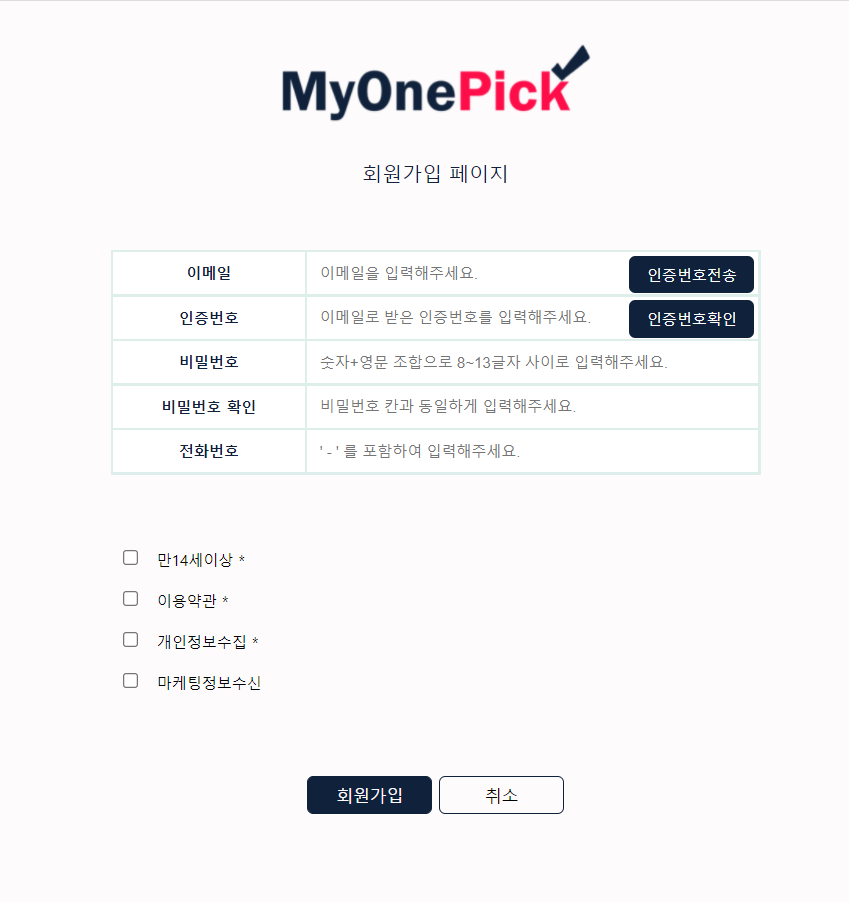 MyOnePick
회원가입 페이지
이메일 이메일을 입력해주세요. 인증번호전송
인증번호 이메일로 받은 인증번호를 입력해주세요. 인증번호확인
비밀번호 숫자+영문 조합으로 8~13글자 사이로 입력해주세요.
비밀번호 확인 비밀번호 칸과 동일하게 입력해주세요.
전화번호 ' - ' 를 포함하여 입력해주세요.
만14세이상 *
이용약관 *
개인정보수집 *
마케팅정보수신
회원가입 취소